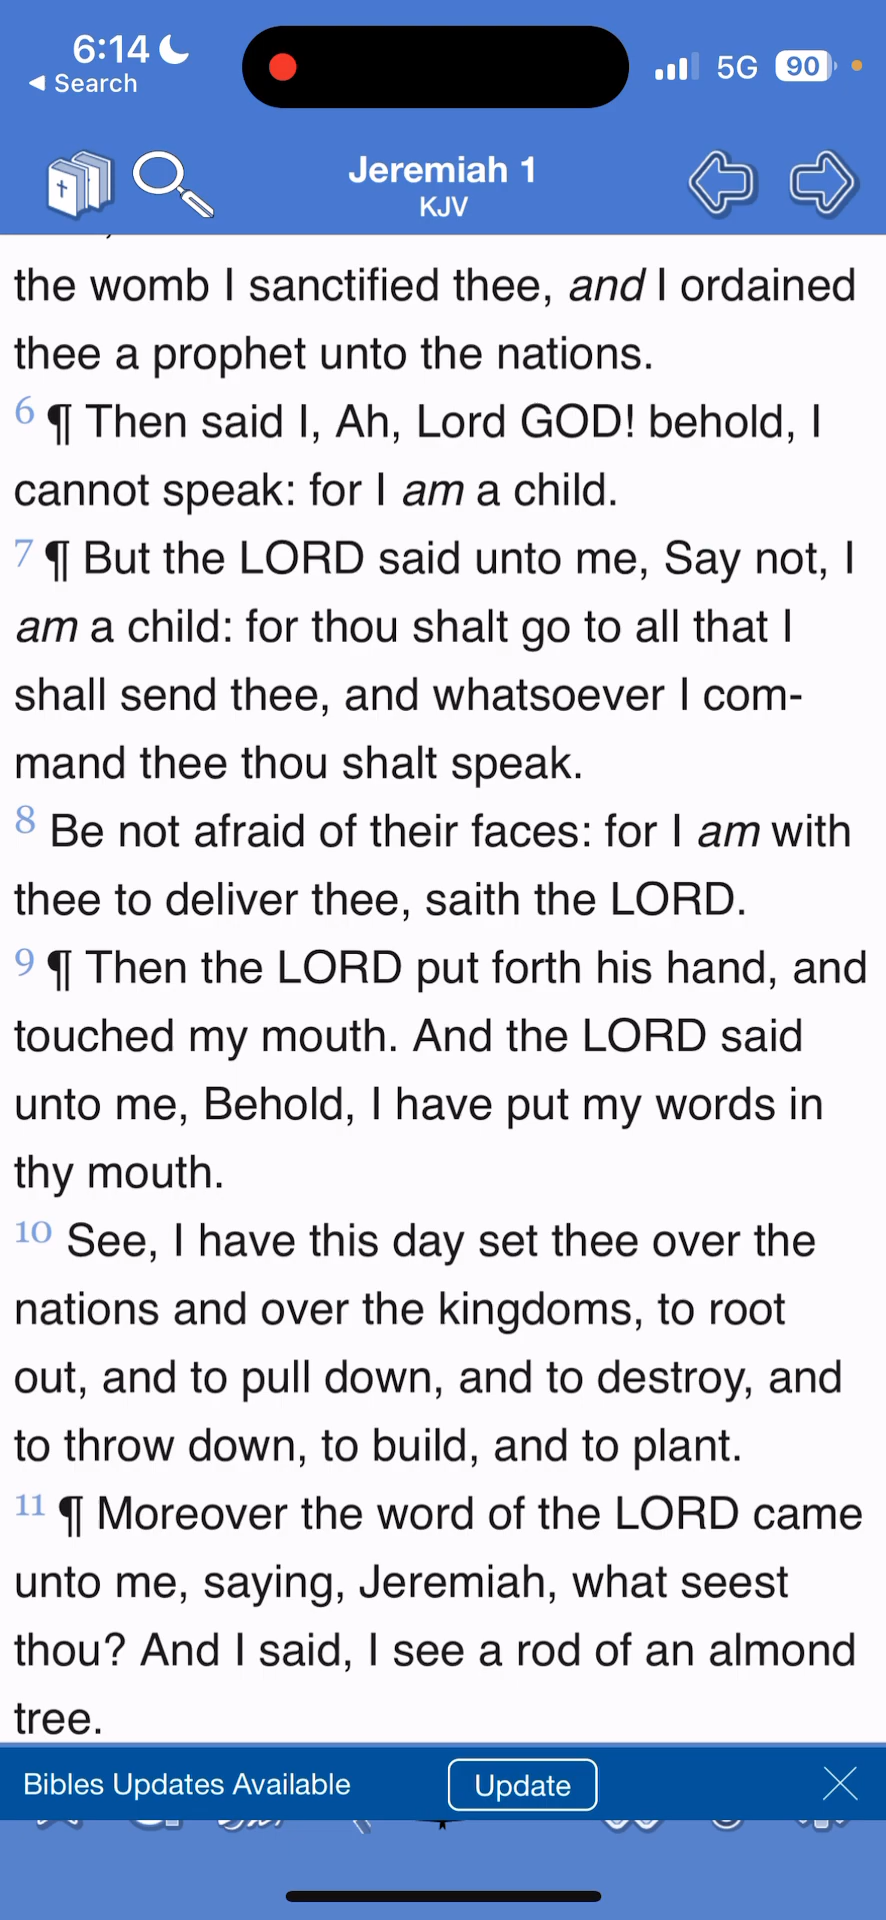 6:14
5G 90
◀ Search
Jeremiah 1
KJV
the womb I sanctified thee, and I ordained
thee a prophet unto the nations.
6 ¶ Then said I, Ah, Lord GOD! behold, I
cannot speak: for I am a child.
7 ¶ But the LORD said unto me, Say not, I
am a child: for thou shalt go to all that I
shall send thee, and whatsoever I com-
mand thee thou shalt speak.
8 Be not afraid of their faces: for I am with
thee to deliver thee, saith the LORD.
9 ¶ Then the LORD put forth his hand, and
touched my mouth. And the LORD said
unto me, Behold, I have put my words in
thy mouth.
10 See, I have this day set thee over the
nations and over the kingdoms, to root
out, and to pull down, and to destroy, and
to throw down, to build, and to plant.
11 ¶ Moreover the word of the LORD came
unto me, saying, Jeremiah, what seest
thou? And I said, I see a rod of an almond
tree.
Bibles Updates Available Update